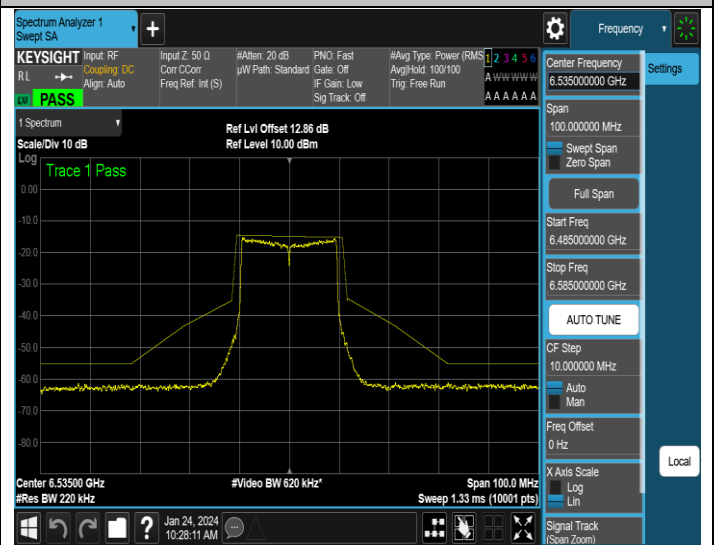 Spectrum Analyzer 1
Swept SA
Frequency
KEYSIGHT
RL
LXI PASS
Input: RF
Coupling: DC
Align: Auto
Input Z: 50 Ω
Corr CCorr
Freq Ref: Int (S)
#Atten: 20 dB
µW Path: Standard
PNO: Fast
Gate: Off
IF Gain: Low
Sig Track: Off
#Avg Type: Power (RMS
Avg|Hold: 100/100
Trig: Free Run
1 2 3 4 5 6
A W W W W W
A A A A A A
Center Frequency
6.535000000 GHz
Settings
Span
100.000000 MHz
Swept Span
Zero Span
Full Span
Start Freq
6.485000000 GHz
Stop Freq
6.585000000 GHz
AUTO TUNE
CF Step
10.000000 MHz
Auto
Man
Freq Offset
0 Hz
X Axis Scale
Log
Lin
Local
Signal Track
(Span Zoom)
1 Spectrum
Scale/Div 10 dB
Ref Lvl Offset 12.86 dB
Ref Level 10.00 dBm
Log
Trace 1 Pass
0.00
-10.0
-20.0
-30.0
-40.0
-50.0
-60.0
-70.0
-80.0
Center 6.53500 GHz
#Video BW 620 kHz*
Span 100.0 MHz
#Res BW 220 kHz
Sweep 1.33 ms (10001 pts)
?
Jan 24, 2024
10:28:11 AM